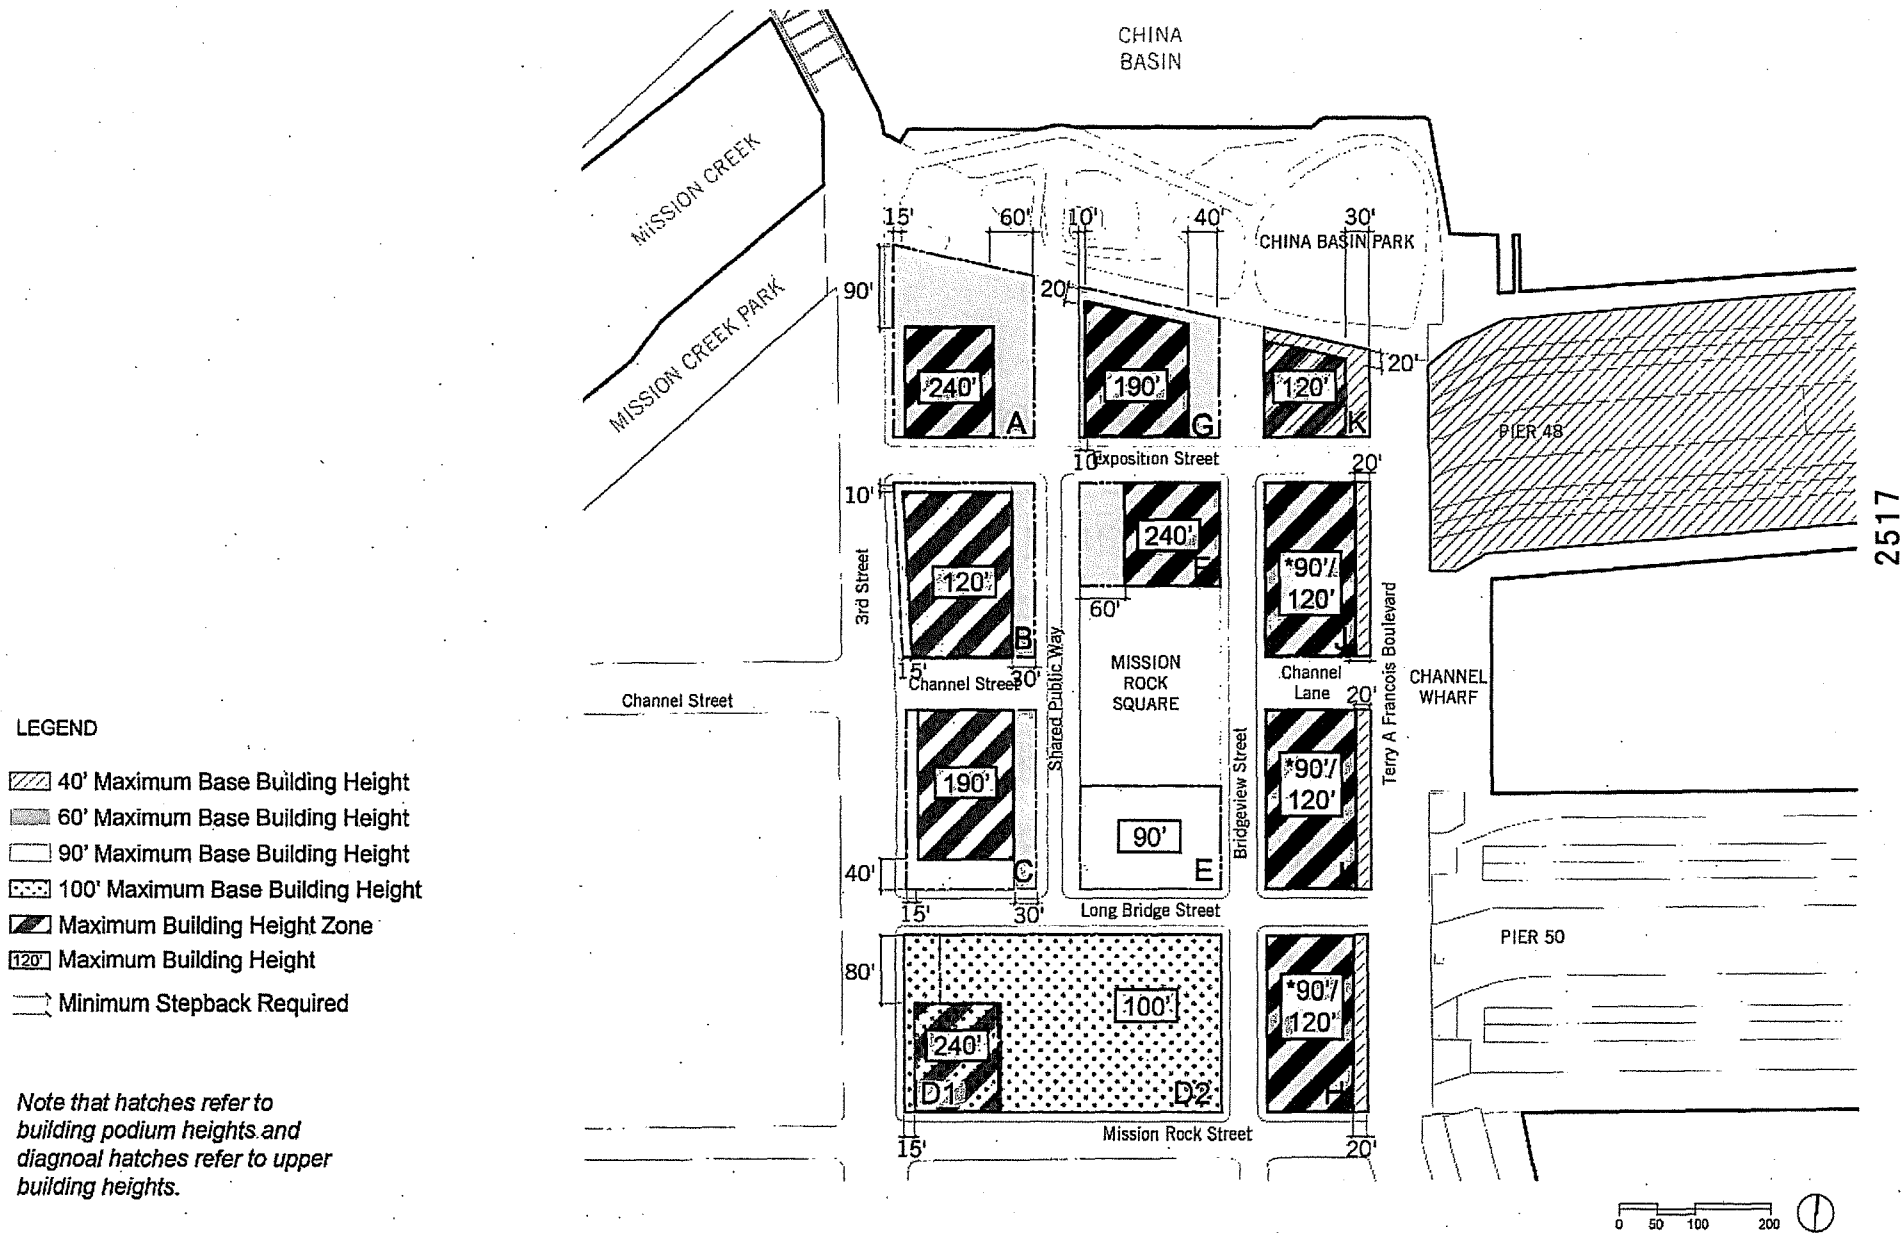 CHINA
BASIN
MISSION CREEK
MISSION CREEK PARK
15'
60'
10'
40'
30'
CHINA BASIN PARK
90'
20'
20'
240'
A
190'
G
120'
K
PIER 48
10'
Exposition Street
20'
10'
3rd Street
120'
B
240'
F
60'
*90'/
120'
J
2517
15'
30'
Channel Street
Channel Street
Shared Public Way
MISSION
ROCK
SQUARE
Channel
Lane
20'
Terry A Francois Boulevard
CHANNEL
WHARF
Bridgeview Street
190'
C
40'
15'
30'
90'
E
*90'/
120'
Long Bridge Street
80'
240'
D1
100'
D2
*90'/
120'
H
PIER 50
15'
Mission Rock Street
20'
LEGEND
40' Maximum Base Building Height
60' Maximum Base Building Height
90' Maximum Base Building Height
100' Maximum Base Building Height
Maximum Building Height Zone
120' Maximum Building Height
Minimum Stepback Required
Note that hatches refer to
building podium heights and
diagnoal hatches refer to upper
building heights.
0 50 100 200